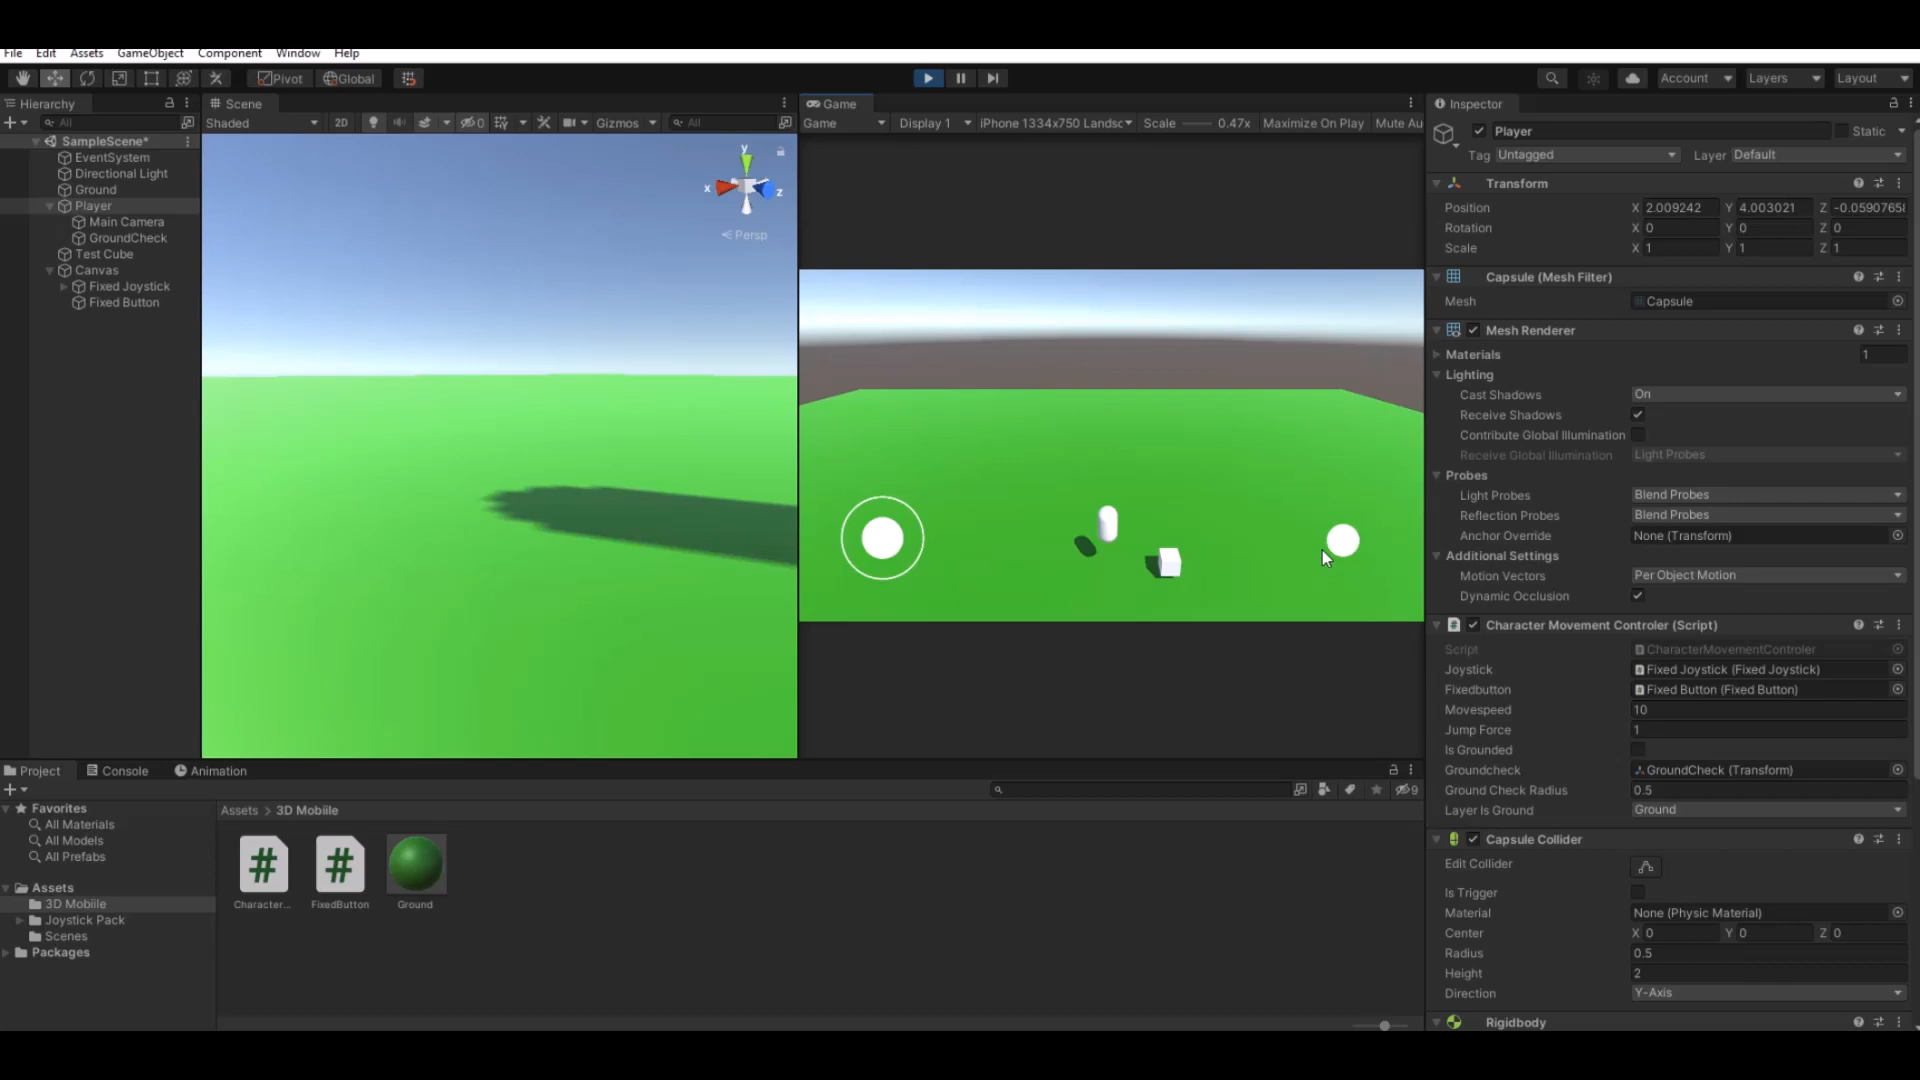 File Edit Assets GameObject Component Window Help
Pivot Global
Account Layers Layout
Hierarchy
All
SampleScene*
EventSystem
Directional Light
Ground
Player
Main Camera
GroundCheck
Test Cube
Canvas
Fixed Joystick
Fixed Button
Scene
Shaded 2D 0 Gizmos All
y
x z
Persp
Game
Game Display 1 iPhone 1334x750 Landsc Scale 0.47x Maximize On Play Mute Au
Inspector
Player Static
Tag Untagged Layer Default
Transform
Position X 2.009242 Y 4.003021 Z -0.0590765
Rotation X 0 Y 0 Z 0
Scale X 1 Y 1 Z 1
Capsule (Mesh Filter)
Mesh Capsule
Mesh Renderer
Materials 1
Lighting
Cast Shadows On
Receive Shadows
Contribute Global Illumination
Receive Global Illumination Light Probes
Probes
Light Probes Blend Probes
Reflection Probes Blend Probes
Anchor Override None (Transform)
Additional Settings
Motion Vectors Per Object Motion
Dynamic Occlusion
Character Movement Controler (Script)
Script CharacterMovementControler
Joystick Fixed Joystick (Fixed Joystick)
Fixedbutton Fixed Button (Fixed Button)
Movespeed 10
Jump Force 1
Is Grounded
Groundcheck GroundCheck (Transform)
Ground Check Radius 0.5
Layer Is Ground Ground
Capsule Collider
Edit Collider
Is Trigger
Material None (Physic Material)
Center X 0 Y 0 Z 0
Radius 0.5
Height 2
Direction Y-Axis
Rigidbody
Project Console Animation
9
Favorites
All Materials
All Models
All Prefabs
Assets
3D Mobiile
Joystick Pack
Scenes
Packages
Assets > 3D Mobiile
Character... FixedButton Ground